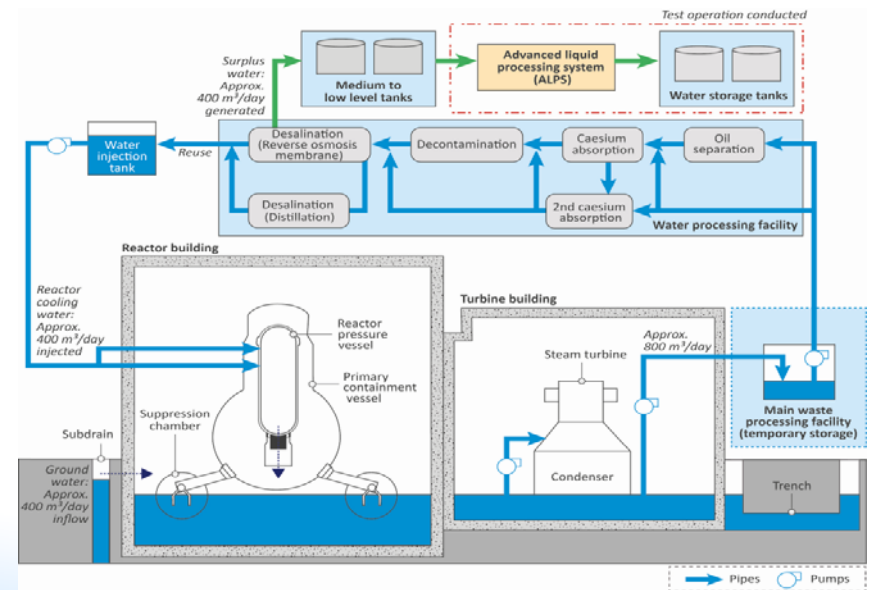 Test operation conducted
Surplus
water:
Approx.
400 m³/day
generated
Medium to
low level tanks
Advanced liquid
processing system
(ALPS)
Water storage tanks
Water
injection
tank
Reuse
Desalination
(Reverse osmosis
membrane)
Decontamination
Caesium
absorption
Oil
separation
Desalination
(Distillation)
2nd caesium
absorption
Water processing facility
Reactor building
Reactor
cooling
water:
Approx.
400 m³/day
injected
Reactor
pressure
vessel
Primary
containment
vessel
Suppression
chamber
Subdrain
Ground
water:
Approx.
400 m³/day
inflow
Turbine building
Steam turbine
Condenser
Approx.
800 m³/day
Main waste
processing facility
(temporary storage)
Trench
Pipes
Pumps